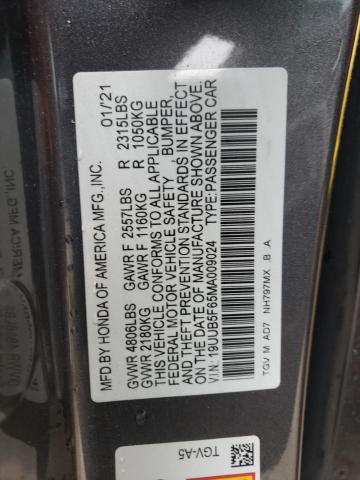 MFD.BY HONDA OF AMERICA MFG.,INC. 01/'21
GVWR 4806LBS GAWR F 2557LBS R 2315LBS
GVWR 2180KG GAWR F 1160KG R 1050KG
THIS VEHICLE CONFORMS TO ALL APPLICABLE
FEDERAL MOTOR VEHICLE SAFETY BUMPER,
AND THEFT PREVENTION STANDARDS IN EFFECT
ON THE DATE OF MANUFACTURE SHOWN ABOVE.
V.I.N: 19UUB5F65MA009024 TYPE:PASSENGER CAR
TGV M AD7 NH797MX B A
TGV-A5